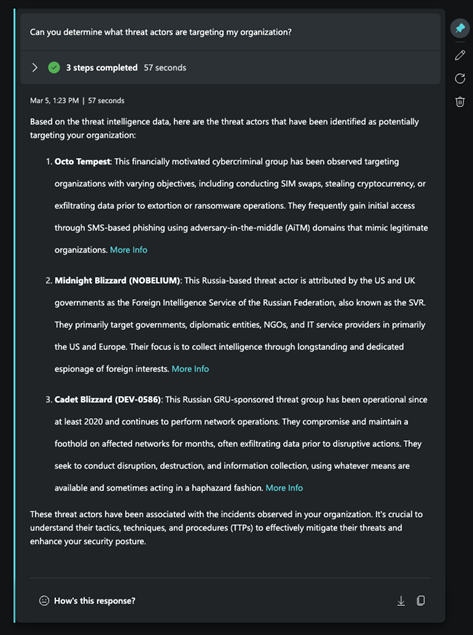 Can you determine what threat actors are targeting my organization?
3 steps completed 57 seconds
Mar 5, 1:23 PM | 57 seconds
Based on the threat intelligence data, here are the threat actors that have been identified as potentially
targeting your organization:
1. Octo Tempest: This financially motivated cybercriminal group has been observed targeting
organizations with varying objectives, including conducting SIM swaps, stealing cryptocurrency, or
exfiltrating data prior to extortion or ransomware operations. They frequently gain initial access
through SMS-based phishing using adversary-in-the-middle (AiTM) domains that mimic legitimate
organizations. More Info
2. Midnight Blizzard (NOBELIUM): This Russia-based threat actor is attributed by the US and UK
governments as the Foreign Intelligence Service of the Russian Federation, also known as the SVR.
They primarily target governments, diplomatic entities, NGOs, and IT service providers in primarily
the US and Europe. Their focus is to collect intelligence through longstanding and dedicated
espionage of foreign interests. More Info
3. Cadet Blizzard (DEV-0586): This Russian GRU-sponsored threat group has been operational since
at least 2020 and continues to perform network operations. They compromise and maintain a
foothold on affected networks for months, often exfiltrating data prior to disruptive actions. They
seek to conduct disruption, destruction, and information collection, using whatever means are
available and sometimes acting in a haphazard fashion. More Info
These threat actors have been associated with the incidents observed in your organization. It's crucial to
understand their tactics, techniques, and procedures (TTPs) to effectively mitigate their threats and
enhance your security posture.
How's this response?